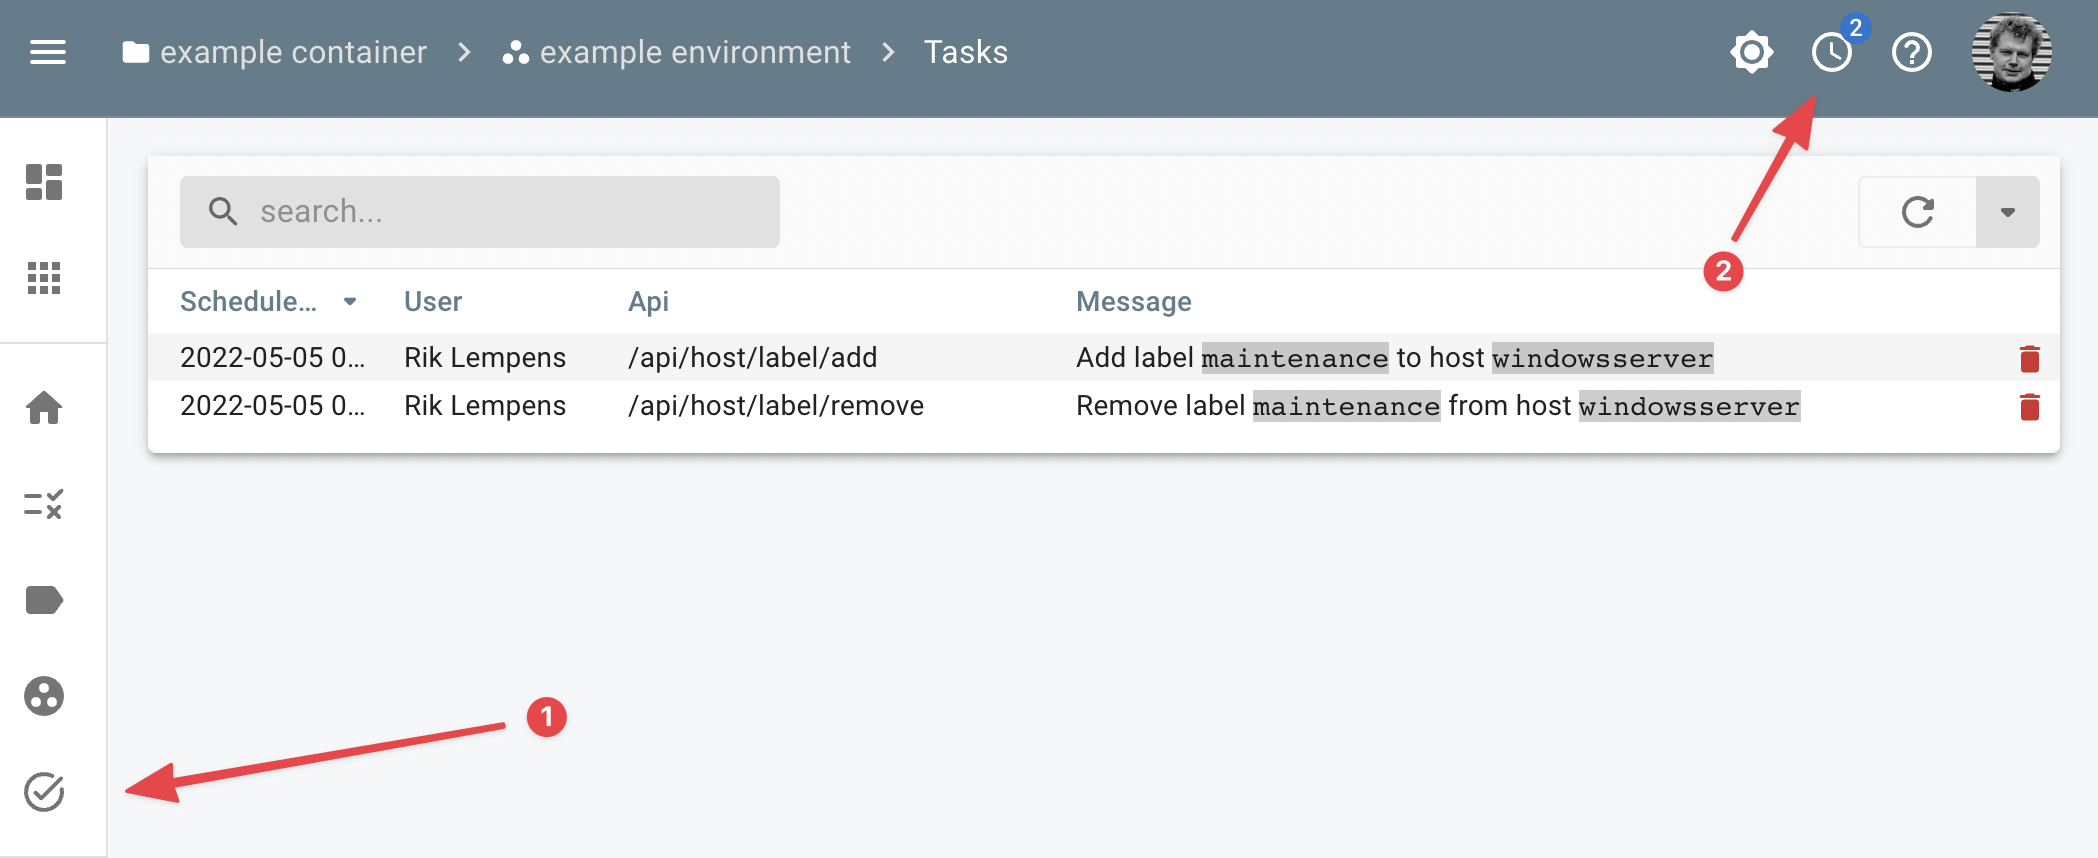 example container > example environment > Tasks
2
search...
2
Schedule... User Api Message
2022-05-05 0... Rik Lempens /api/host/label/add Add label maintenance to host windowsserver
2022-05-05 0... Rik Lempens /api/host/label/remove Remove label maintenance from host windowsserver
1